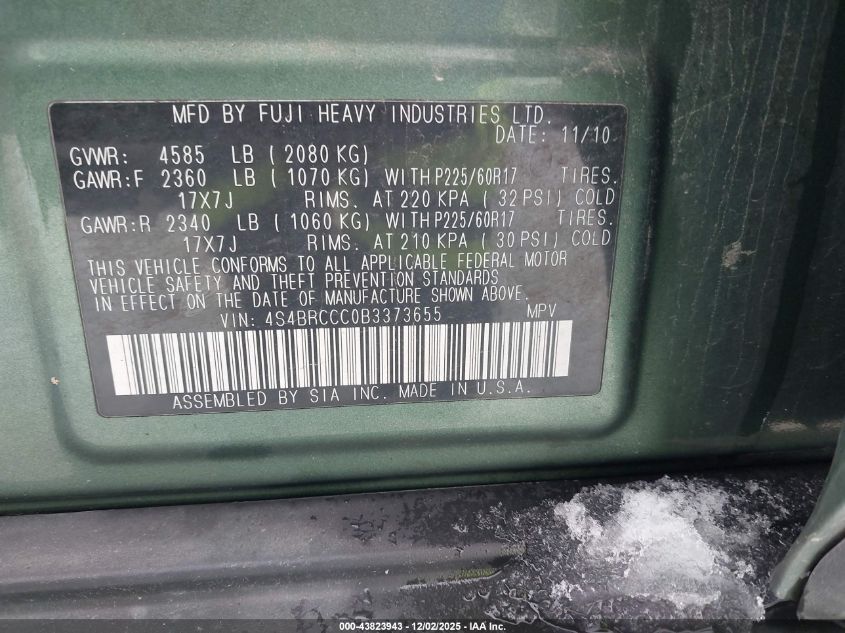 MFD BY FUJI HEAVY INDUSTRIES LTD.
DATE: 11/10
GVWR: 4585 LB ( 2080 KG)
GAWR:F 2360 LB ( 1070 KG) WITH P225/60R17 TIRES.
17X7J RIMS. AT 220 KPA ( 32 PSI) COLD
GAWR:R 2340 LB ( 1060 KG) WITH P225/60R17 TIRES.
17X7J RIMS. AT 210 KPA ( 30 PSI) COLD
THIS VEHICLE CONFORMS TO ALL APPLICABLE FEDERAL MOTOR
VEHICLE SAFETY AND THEFT PREVENTION STANDARDS
IN EFFECT ON THE DATE OF MANUFACTURE SHOWN ABOVE.
VIN: 4S4BRCCC0B3373655 MPV
ASSEMBLED BY SIA INC. MADE IN U.S.A.
000-43823943 - 12/02/2025 - IAA Inc.